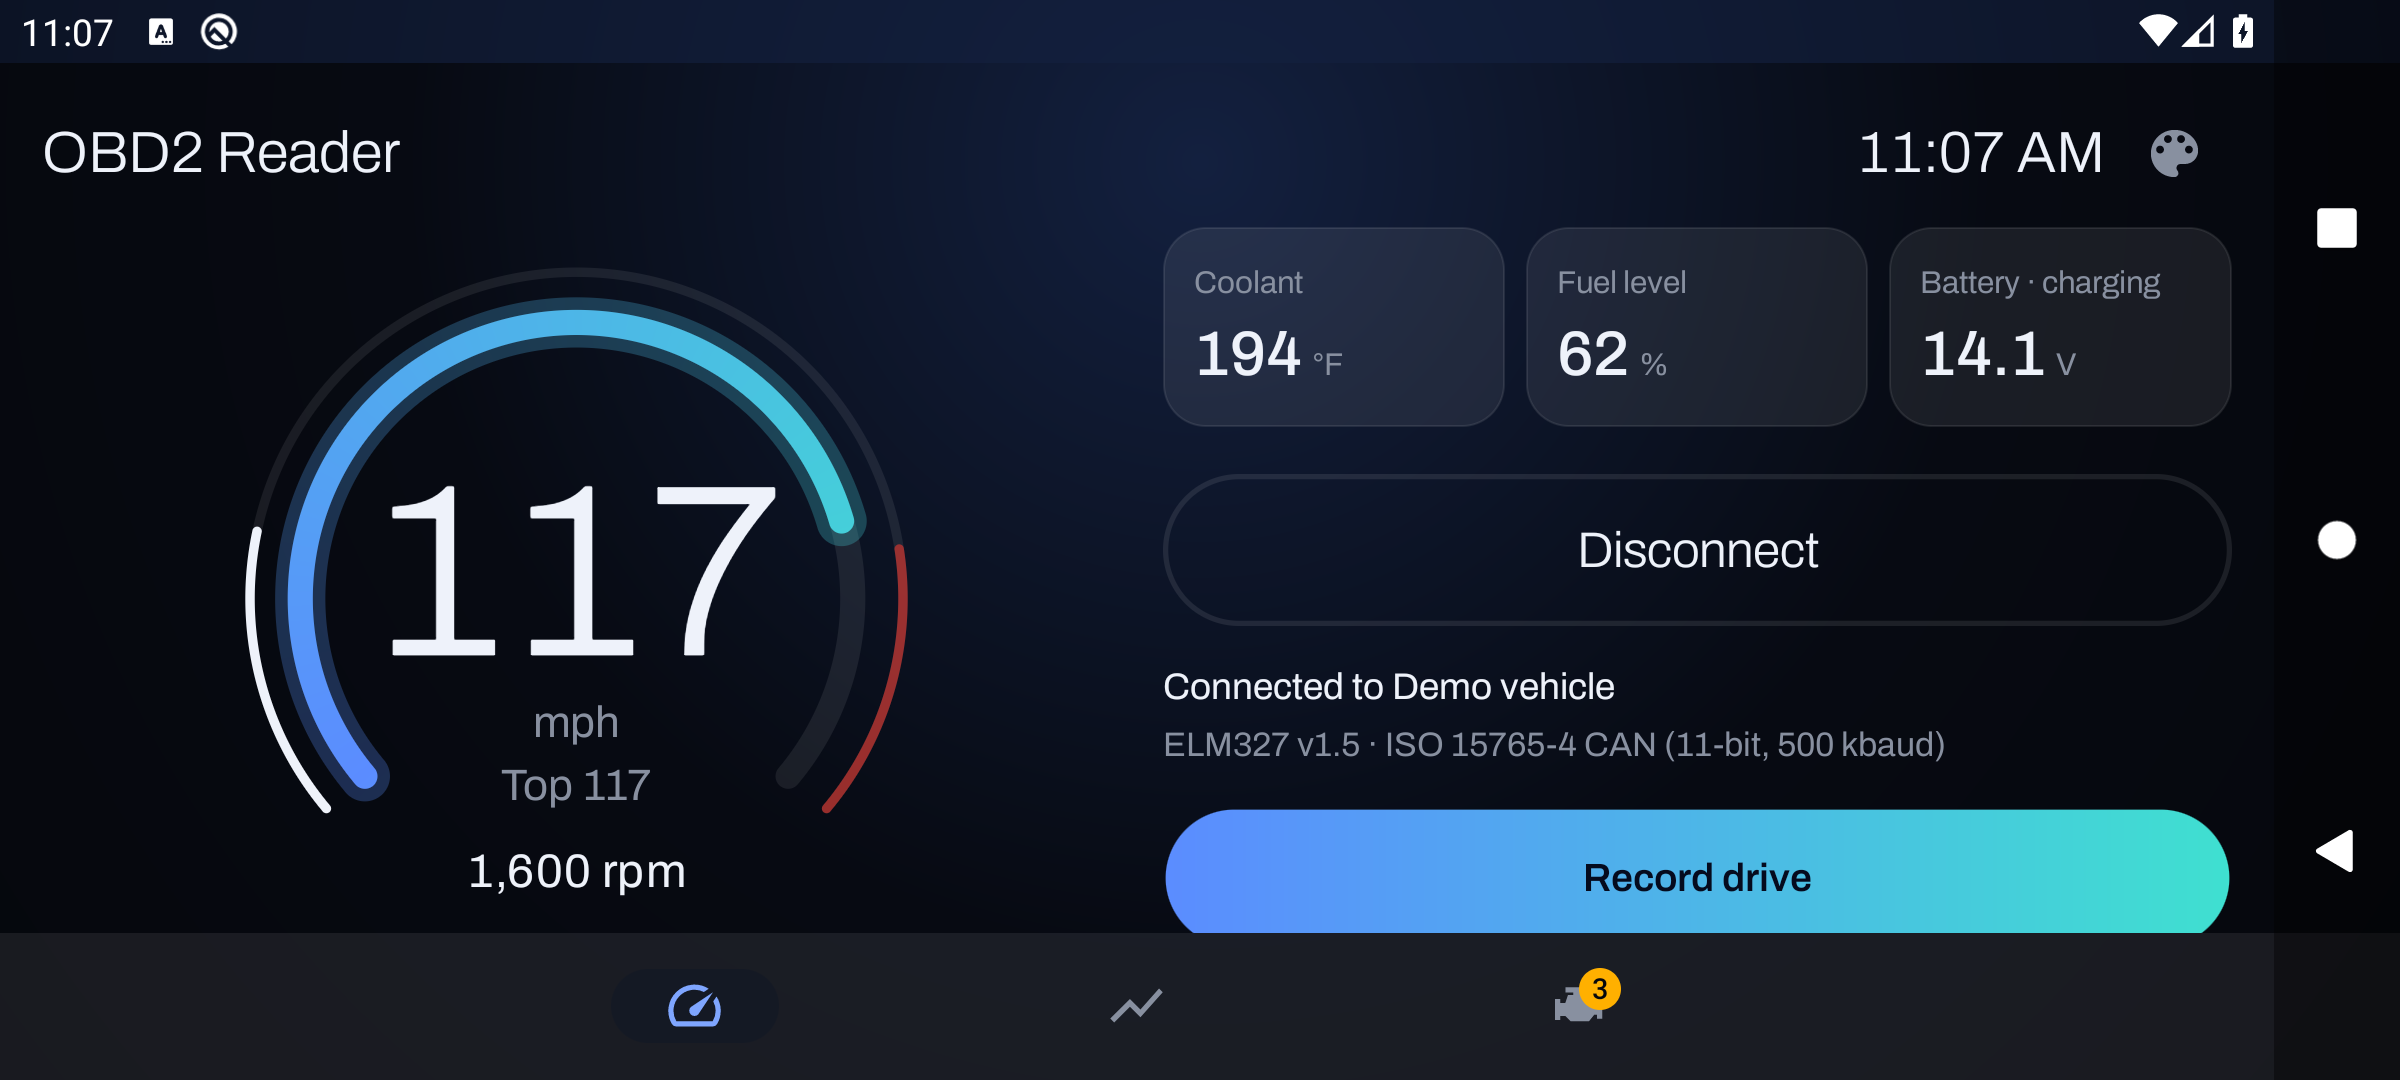 11:07
OBD2 Reader
11:07 AM
Coolant
194 °F
Fuel level
62 %
Battery · charging
14.1 V
117
mph
Top 117
1,600 rpm
Disconnect
Connected to Demo vehicle
ELM327 v1.5 · ISO 15765-4 CAN (11-bit, 500 kbaud)
Record drive
3